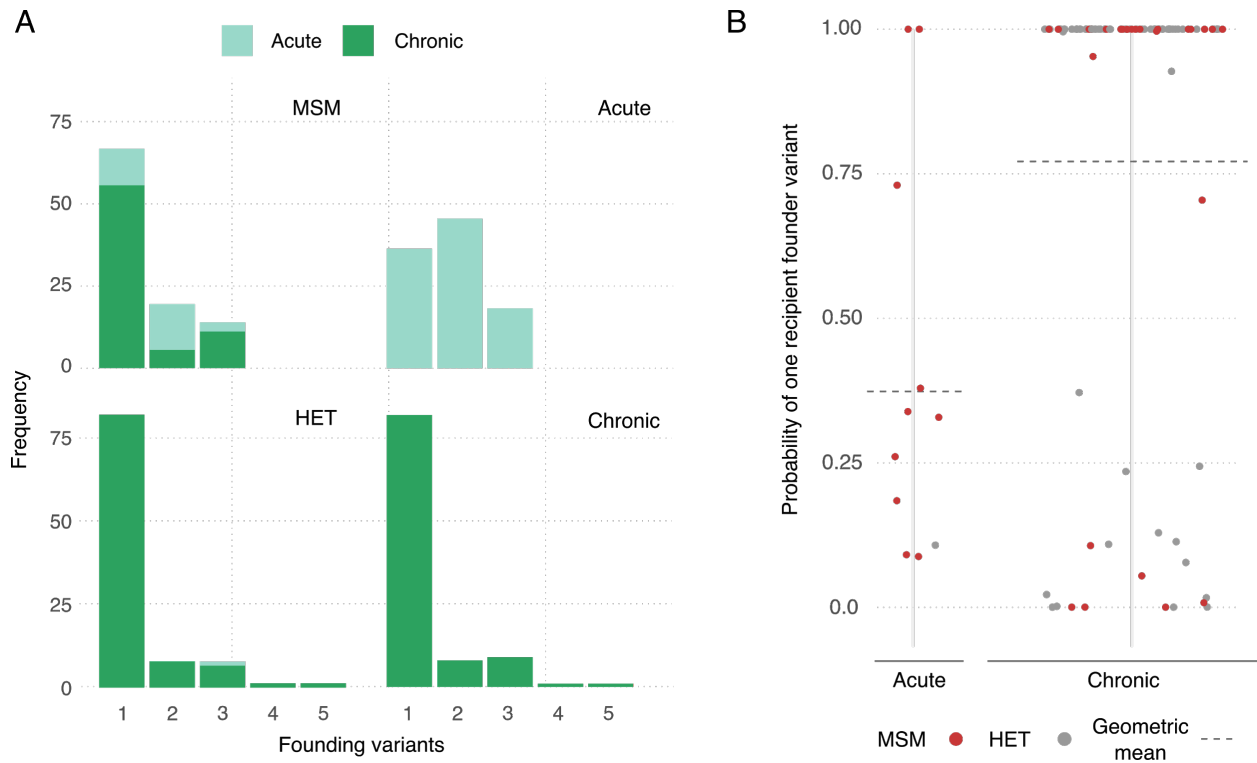 A
Acute
Chronic
MSM
Acute
75
50
25
0
HET
Chronic
75
50
25
0
Frequency
1 2 3 4 5 1 2 3 4 5
Founding variants
B
Probability of one recipient founder variant
1.00
0.75
0.50
0.25
0.0
Acute
Chronic
MSM
HET
Geometric
mean